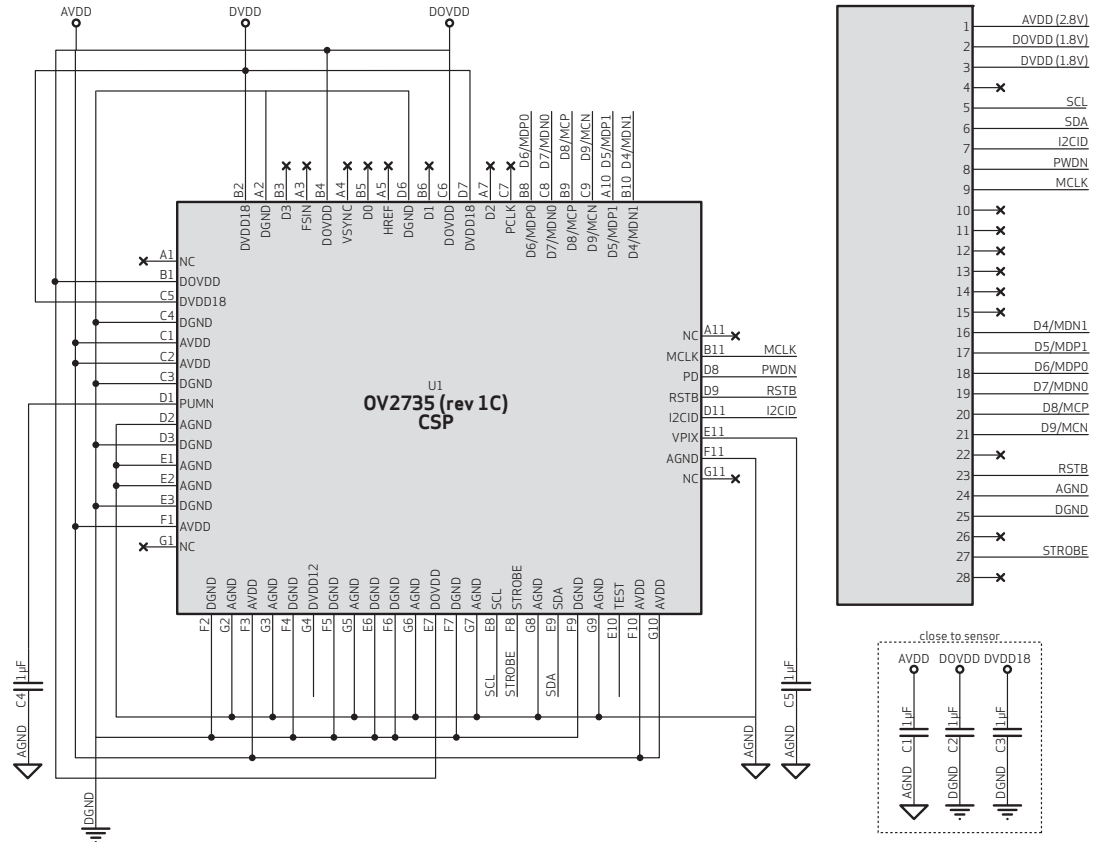 AVDD
DVDD
DOVDD
D6/MDP0
D7/MDN0
D8/MCP
D9/MCN
D5/MDP1
D4/MDN1
B2
A2
B3
A3
B4
A4
B5
A5
D6
B6
C6
D7
A7
C7
B8
C8
B9
C9
A10
B10
DVDD18
DGND
D3
FSIN
DOVDD
VSYNC
D0
HREF
DGND
D1
DOVDD
DVDD18
D2
PCLK
D6/MDP0
D7/MDN0
D8/MCP
D9/MCN
D5/MDP1
D4/MDN1
A1 NC
B1 DOVDD
C5 DVDD18
C4 DGND
C1 AVDD
C2 AVDD
C3 DGND
D1 PUMN
D2 AGND
D3 DGND
E1 AGND
E2 AGND
E3 DGND
F1 AVDD
G1 NC
U1
OV2735 (rev 1C)
CSP
NC A11
MCLK B11 MCLK
PD D8 PWDN
RSTB D9 RSTB
I2CID D11 I2CID
VPIX E11
AGND F11
NC G11
DGND
AGND
AVDD
AGND
DGND
DVDD12
DGND
AGND
DGND
DGND
AGND
DOVDD
DGND
AGND
SCL
STROBE
AGND
SDA
DGND
AGND
TEST
AVDD
AVDD
F2
G2
F3
G3
F4
G4
F5
G5
E6
F6
G6
E7
F7
G7
E8
F8
G8
E9
F9
G9
E10
F10
G10
SCL
STROBE
SDA
C4 1µF
AGND
DGND
AGND
C5 1µF
AGND
1 AVDD (2.8V)
2 DOVDD (1.8V)
3 DVDD (1.8V)
4
5 SCL
6 SDA
7 I2CID
8 PWDN
9 MCLK
10
11
12
13
14
15
16 D4/MDN1
17 D5/MDP1
18 D6/MDP0
19 D7/MDN0
20 D8/MCP
21 D9/MCN
22
23 RSTB
24 AGND
25 DGND
26
27 STROBE
28
close to sensor
AVDD DOVDD DVDD18
C1 1µF
C2 1µF
C3 1µF
AGND
DGND
DGND